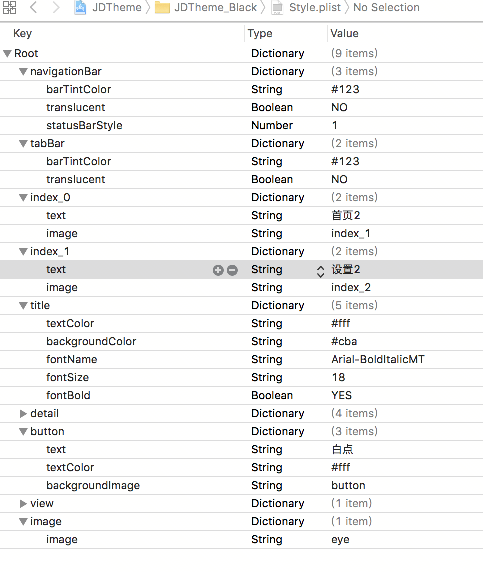 JDTheme JDTheme_Black Style.plist No Selection
Key Type Value
Root Dictionary (9 items)
navigationBar Dictionary (3 items)
barTintColor String #123
translucent Boolean NO
statusBarStyle Number 1
tabBar Dictionary (2 items)
barTintColor String #123
translucent Boolean NO
index_0 Dictionary (2 items)
text String 首页2
image String index_1
index_1 Dictionary (2 items)
text String 设置2
image String index_2
title Dictionary (5 items)
textColor String #fff
backgroundColor String #cba
fontName String Arial-BoldItalicMT
fontSize String 18
fontBold Boolean YES
detail Dictionary (4 items)
button Dictionary (3 items)
text String 白点
textColor String #fff
backgroundImage String button
view Dictionary (1 item)
image Dictionary (1 item)
image String eye